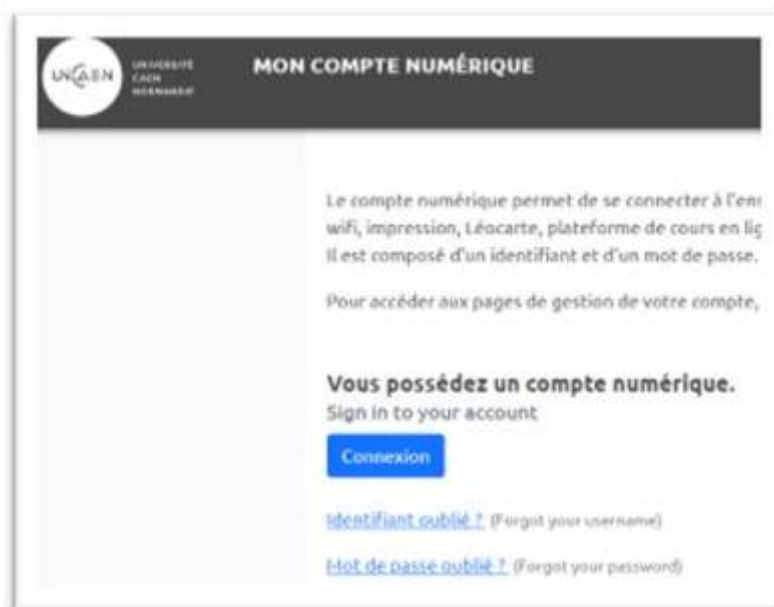 UNICAEN
UNIVERSITÉ
CAEN
NORMANDIE
MON COMPTE NUMÉRIQUE
Le compte numérique permet de se connecter à l'en
wifi, impression, Léocarte, plateforme de cours en lig
Il est composé d'un identifiant et d'un mot de passe.
Pour accéder aux pages de gestion de votre compte,
Vous possédez un compte numérique.
Sign in to your account
Connexion
Identifiant oublié ? (Forgot your username)
Mot de passe oublié ? (Forgot your password)